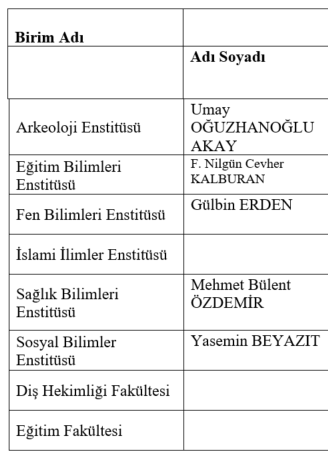 Birim Adı
Adı Soyadı
Arkeoloji Enstitüsü
Umay
OĞUZHANOĞLU
AKAY
Eğitim Bilimleri
Enstitüsü
F. Nilgün Cevher
KALBURAN
Fen Bilimleri Enstitüsü
Gülbin ERDEN
İslami İlimler Enstitüsü
Sağlık Bilimleri
Enstitüsü
Mehmet Bülent
ÖZDEMİR
Sosyal Bilimler
Enstitüsü
Yasemin BEYAZIT
Diş Hekimliği Fakültesi
Eğitim Fakültesi